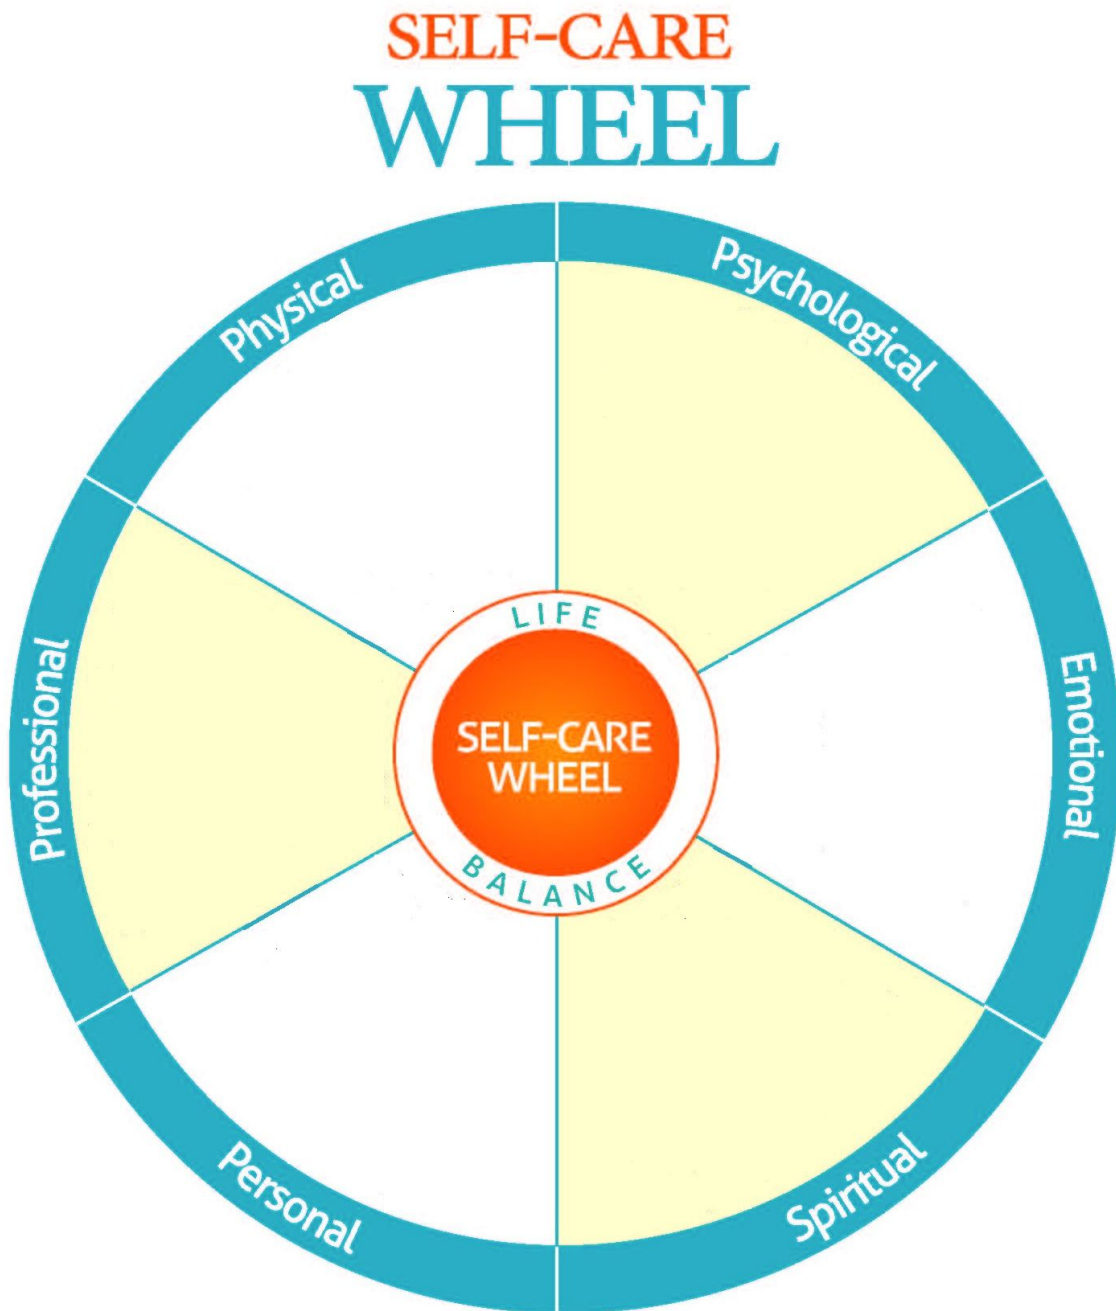 SELF-CARE
WHEEL
Physical
Psychological
Professional
Emotional
LIFE
SELF-CARE
WHEEL
BALANCE
Personal
Spiritual